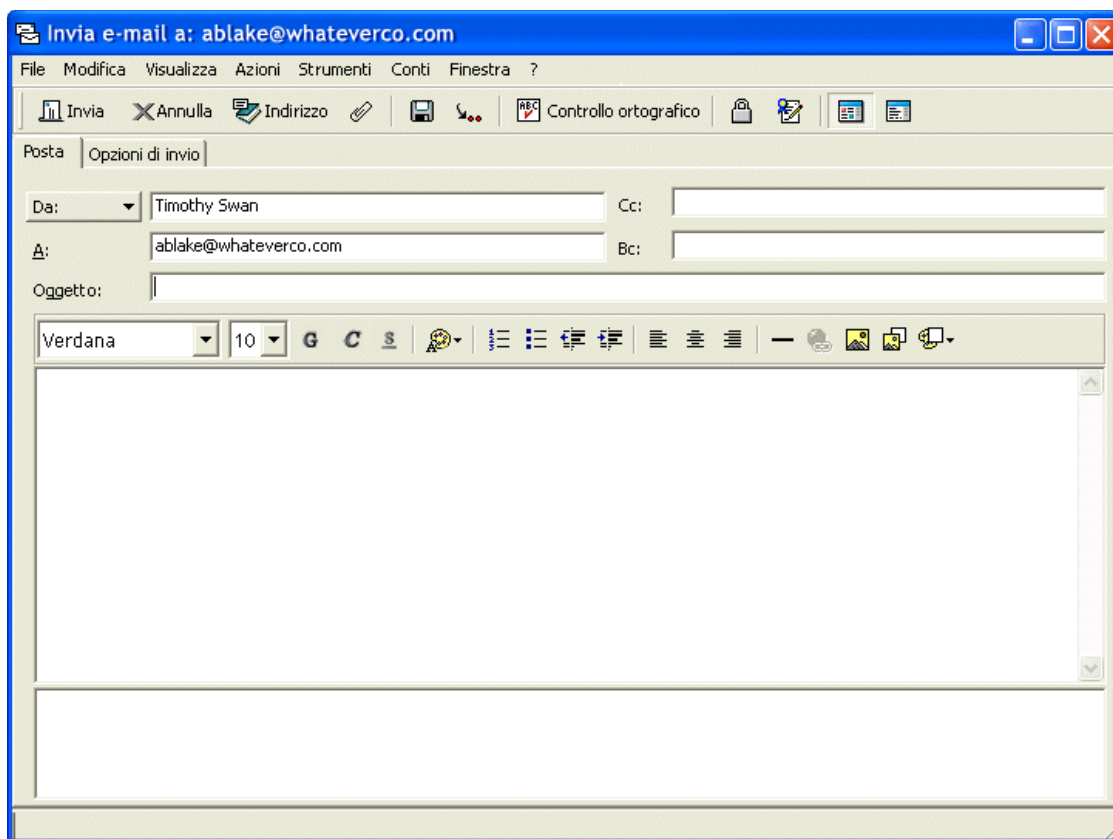 Invia e-mail a: ablake@whateverco.com
File Modifica Visualizza Azioni Strumenti Conti Finestra ?
Invia Annulla Indirizzo ABC Controllo ortografico
Posta Opzioni di invio
Da: Timothy Swan Cc:
A: ablake@whateverco.com Bc:
Oggetto:
Verdana 10 G C S